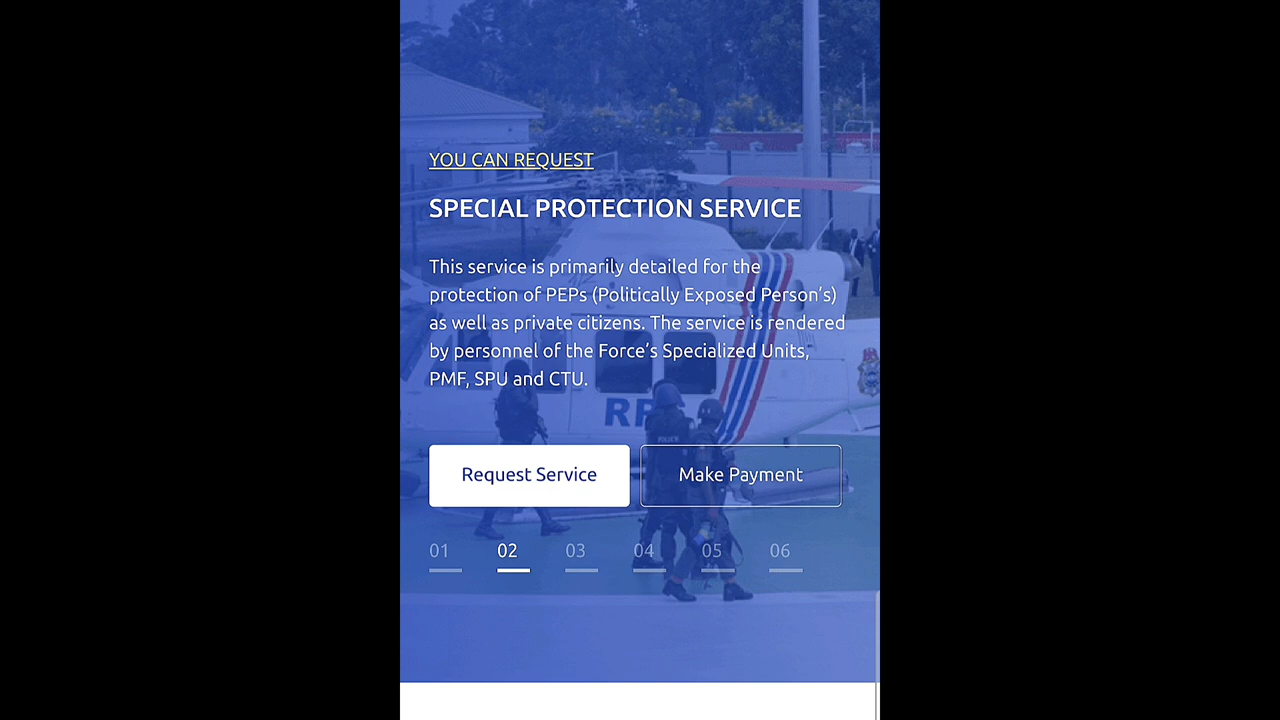 YOU CAN REQUEST
SPECIAL PROTECTION SERVICE
This service is primarily detailed for the
protection of PEPs (Politically Exposed Person's)
as well as private citizens. The service is rendered
by personnel of the Force's Specialized Units,
PMF, SPU and CTU.
Request Service Make Payment
01 02 03 04 05 06